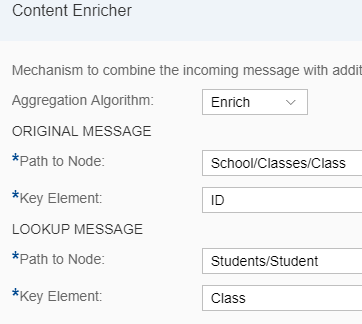 Content Enricher
Mechanism to combine the incoming message with addit
Aggregation Algorithm: Enrich
ORIGINAL MESSAGE
*Path to Node: School/Classes/Class
*Key Element: ID
LOOKUP MESSAGE
*Path to Node: Students/Student
*Key Element: Class